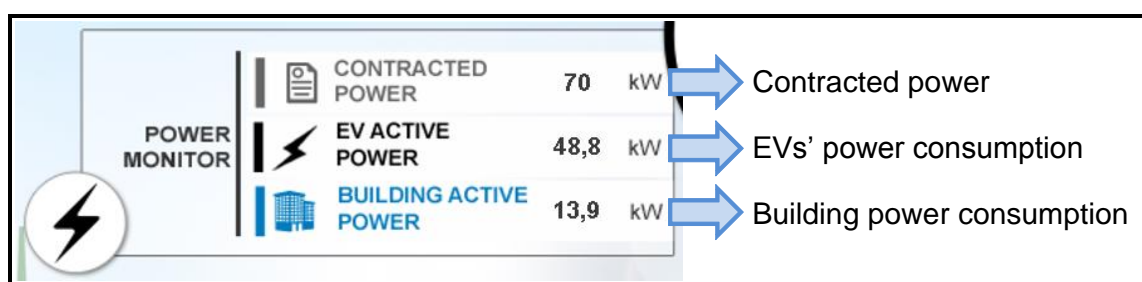 POWER
MONITOR
CONTRACTED
POWER
70 kW
Contracted power
EV ACTIVE
POWER
48,8 kW
EVs’ power consumption
BUILDING ACTIVE
POWER
13,9 kW
Building power consumption